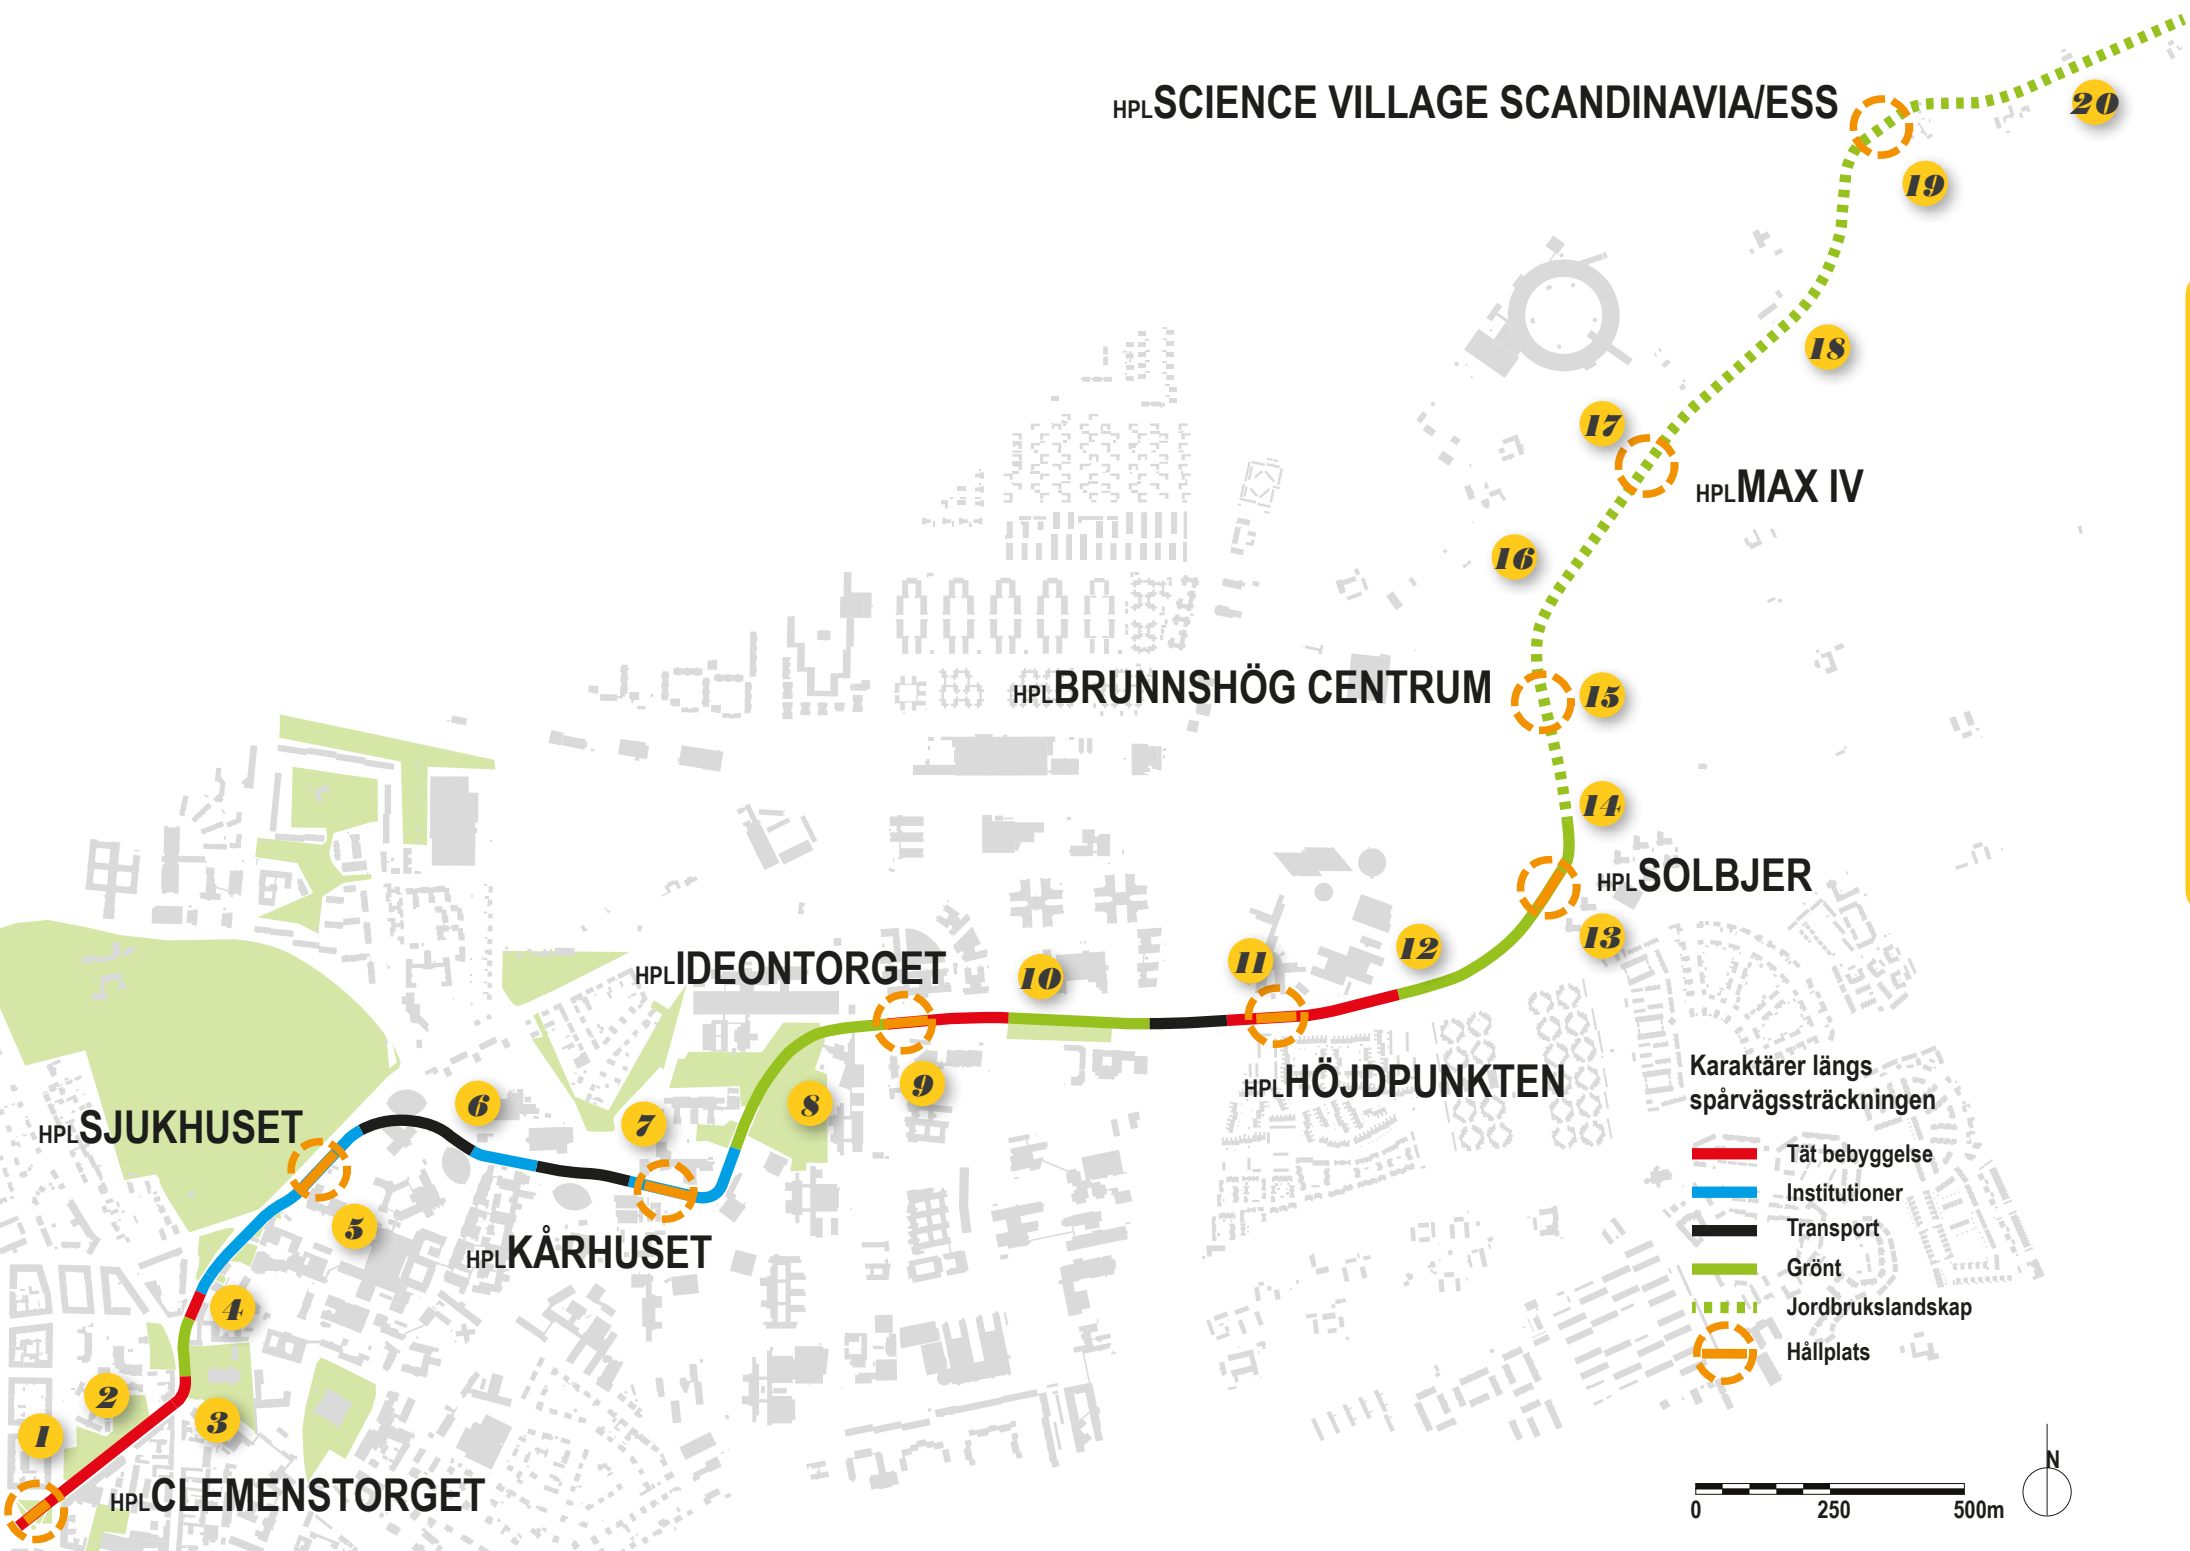 HPLSCIENCE VILLAGE SCANDINAVIA/ESS
20
19
18
17
HPLMAX IV
16
HPLBRUNNSHÖG CENTRUM
15
14
HPLSOLBJER
13
12
11
10
HPLIDEONTORGET
9
HPLHÖJDPUNKTEN
8
7
6
HPLSJUKHUSET
5
HPLKÅRHUSET
4
3
2
1
HPLCLEMENSTORGET
Karaktärer längs
spårvägssträckningen
Tät bebyggelse
Institutioner
Transport
Grönt
Jordbrukslandskap
Hållplats
N
0 250 500m